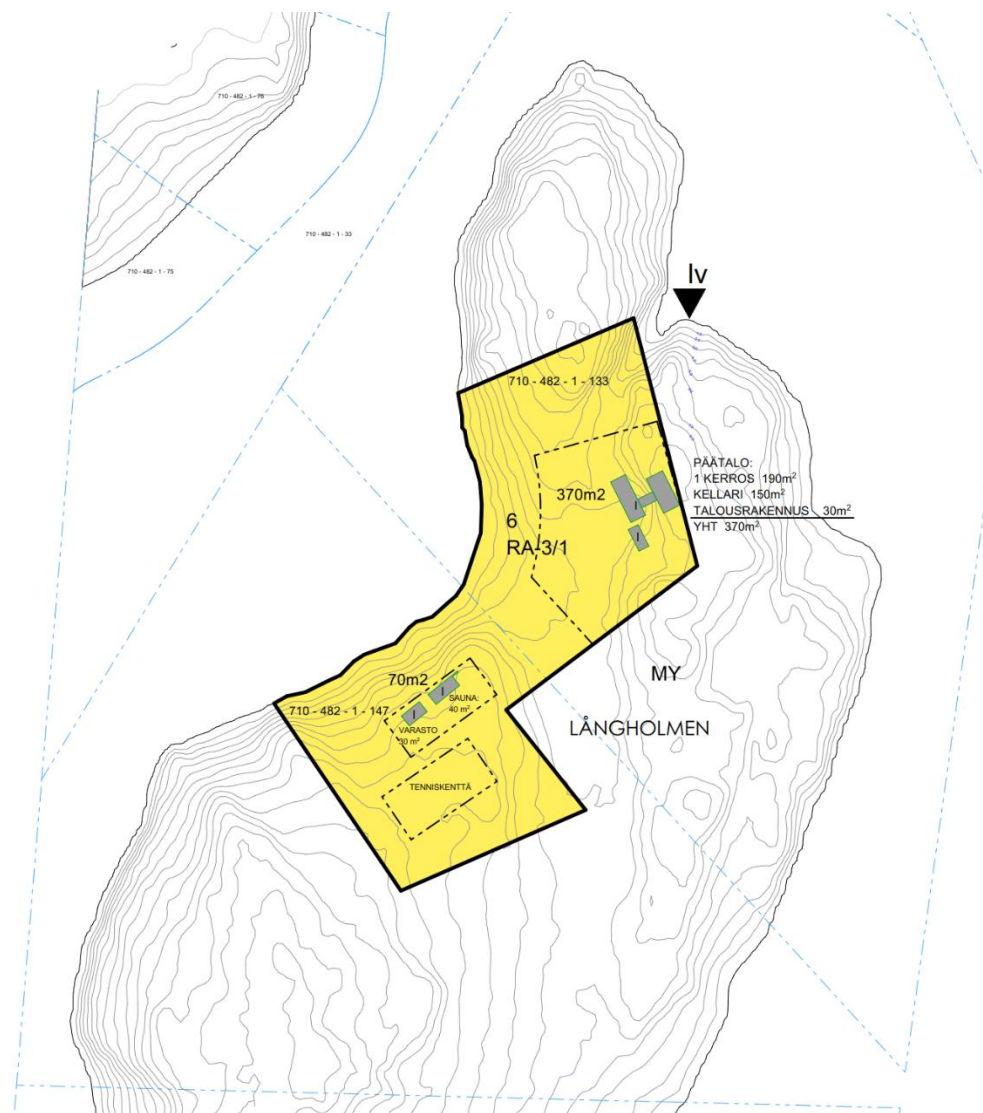 710 - 482 - 1 - 76
710 - 482 - 1 - 33
710 - 482 - 1 - 75
Iv
710 - 482 - 1 - 133
PÄÄTALO:
1 KERROS 190m²
KELLARI 150m²
TALOUSRAKENNUS 30m²
YHT 370m²
370m2
I
I
6
RA-3/1
MY
70m2
I
I
SAUNA:
40 m²
710 - 482 - 1 - 147
VARASTO
30 m²
LÅNGHOLMEN
TENNISKENTTÄ